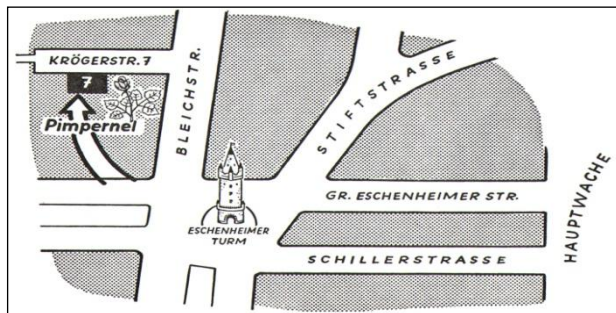 KRÖGERSTR. 7
7
Pimpernel
BLEICHSTR.
STIFTSTRASSE
GR. ESCHENHEIMER STR.
ESCHENHEIMER
TURM
SCHILLERSTRASSE
HAUPTWACHE